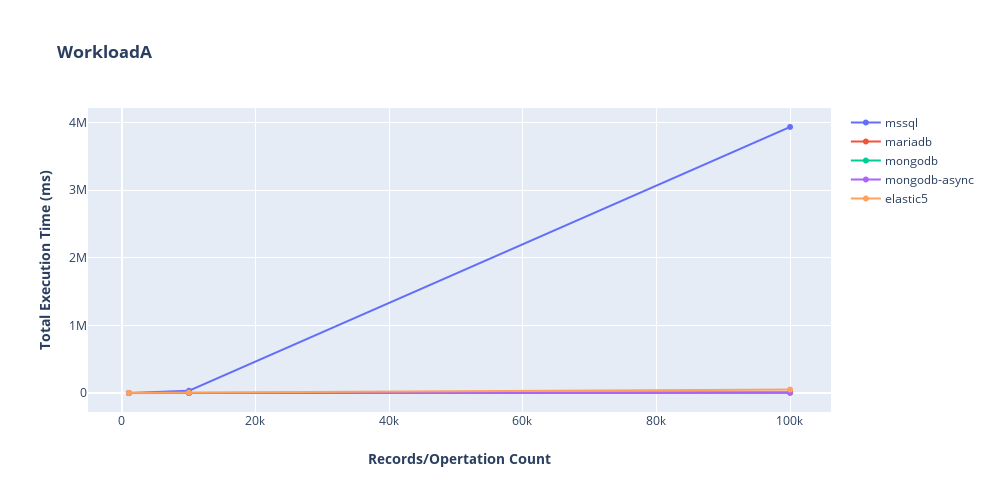 WorkloadA
4M
3M
2M
1M
0
Total Execution Time (ms)
0
20k
40k
60k
80k
100k
Records/Opertation Count
mssql
mariadb
mongodb
mongodb-async
elastic5